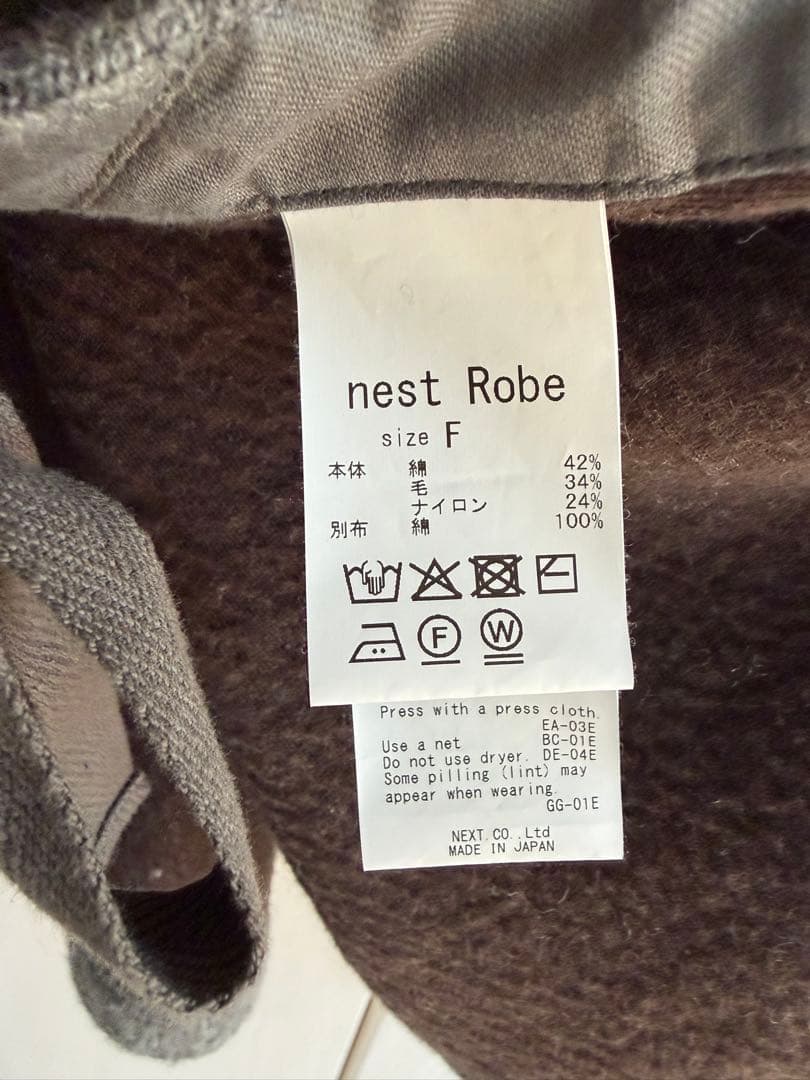 nest Robe
size F
本体 綿 42%
毛 34%
ナイロン 24%
別布 綿 100%
F W
Press with a press cloth.
EA-03E
Use a net BC-01E
Do not use dryer. DE-04E
Some pilling (lint) may
appear when wearing.
GG-01E
NEXT.CO.,Ltd
MADE IN JAPAN